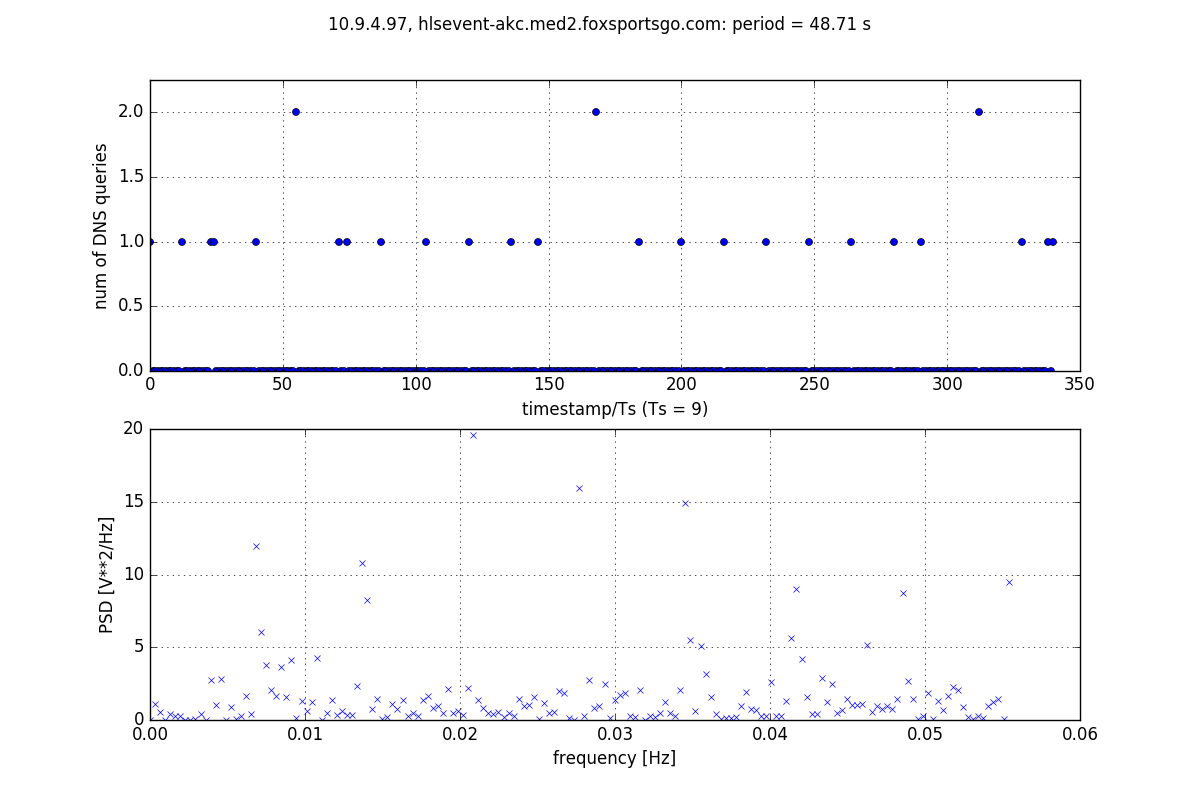 10.9.4.97, hlsevent-akc.med2.foxsportsgo.com: period = 48.71 s
num of DNS queries
2.0
1.5
1.0
0.5
0.0
0 50 100 150 200 250 300 350
timestamp/Ts (Ts = 9)
PSD [V**2/Hz]
20
15
10
5
0
0.00 0.01 0.02 0.03 0.04 0.05 0.06
frequency [Hz]